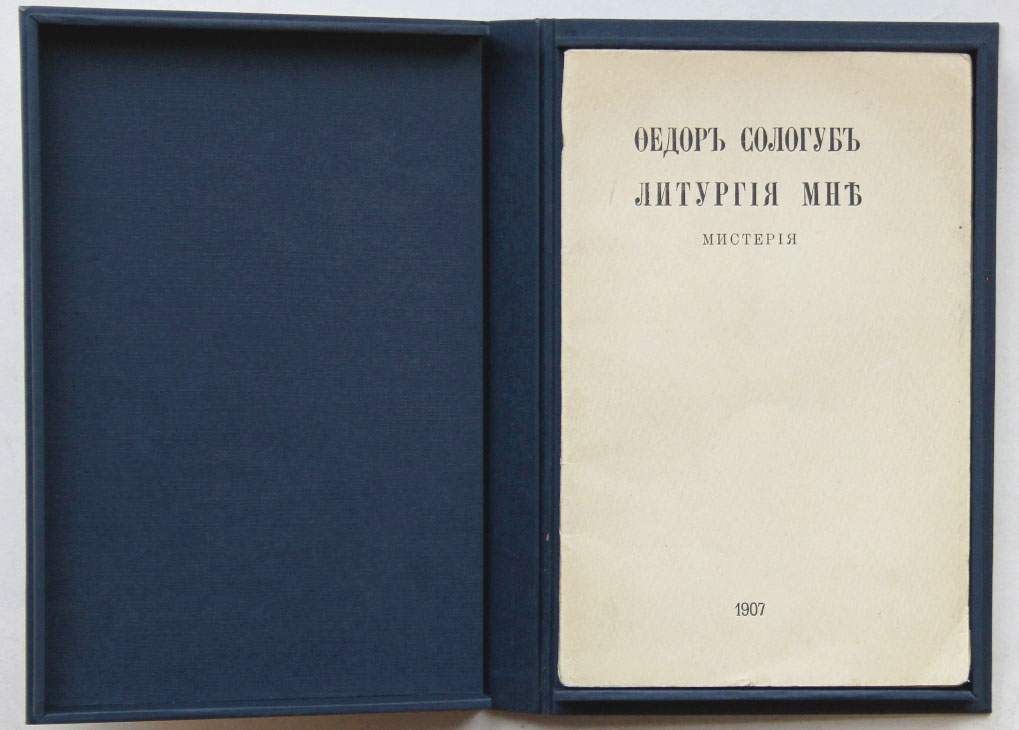 ѲЕДОРЪ СОЛОГУБЪ
ЛИТУРГІЯ МНѢ
МИСТЕРІЯ
1907